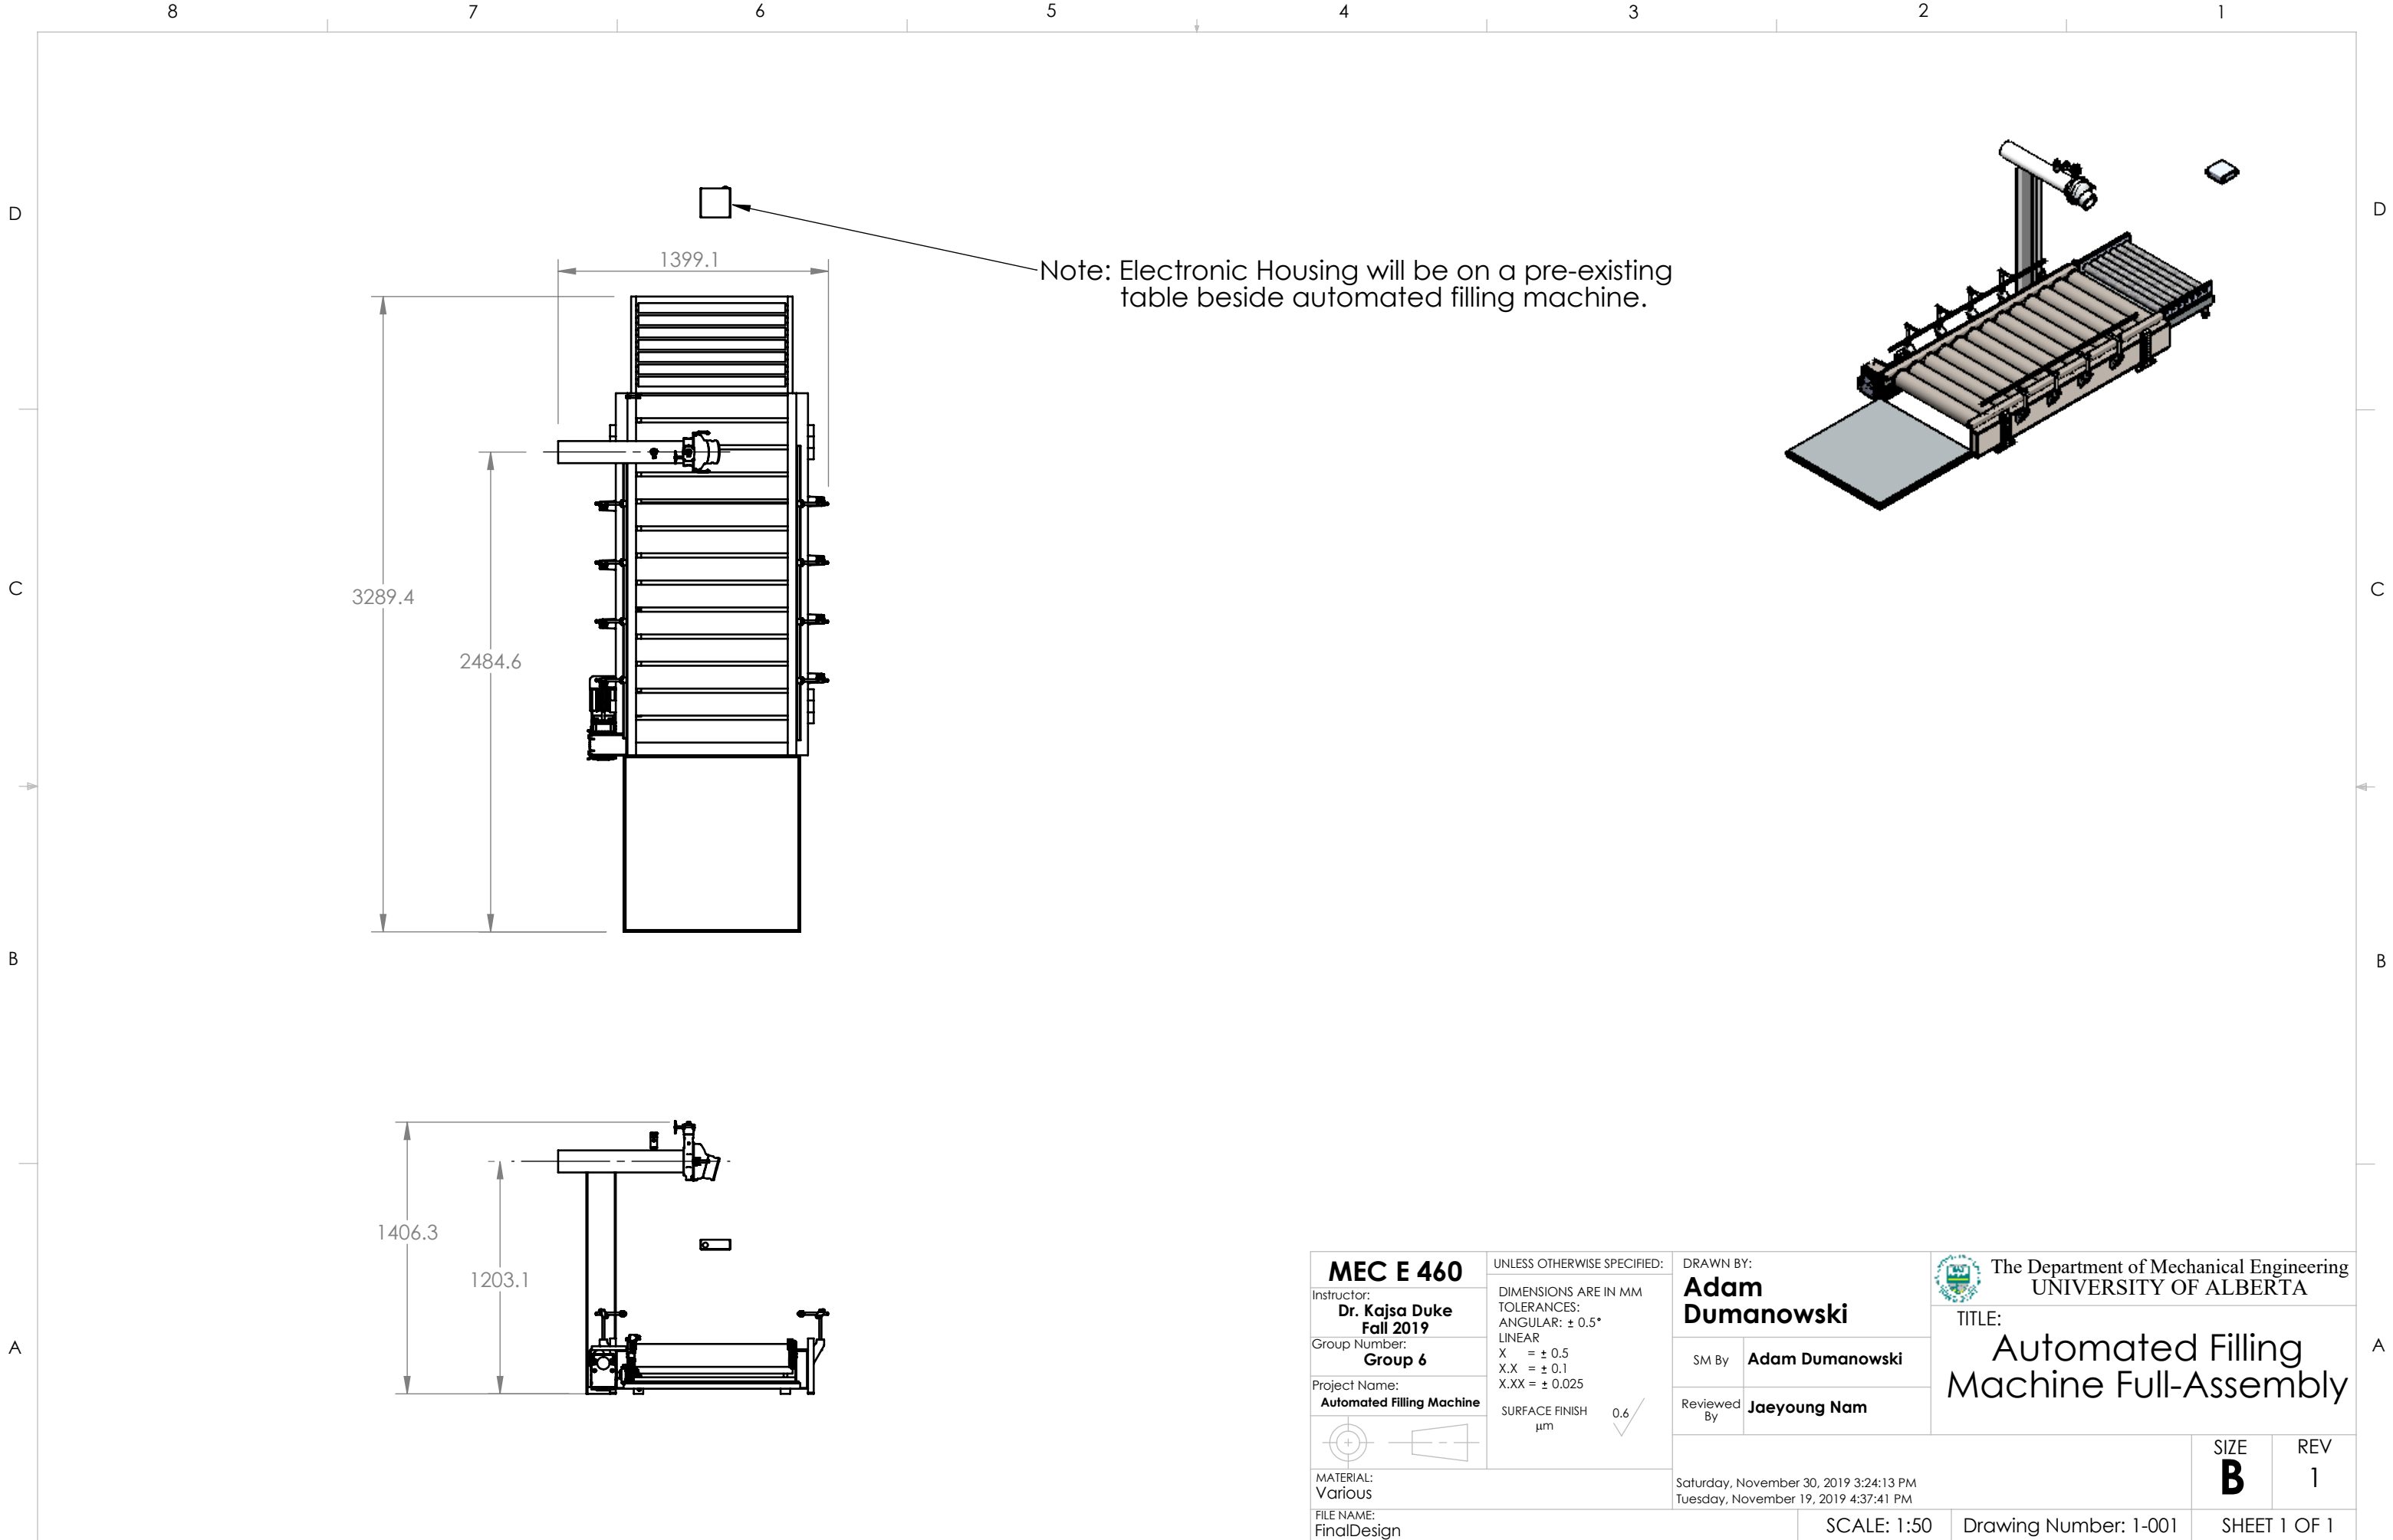 8 7 6 5 4 3 2 1
D
D
1399.1
Note: Electronic Housing will be on a pre-existing
table beside automated filling machine.
C
C
3289.4
2484.6
B
B
1406.3
1203.1
A
A
MEC E 460
Instructor:
Dr. Kajsa Duke
Fall 2019
Group Number:
Group 6
Project Name:
Automated Filling Machine
MATERIAL:
Various
FILE NAME:
FinalDesign
UNLESS OTHERWISE SPECIFIED:
DIMENSIONS ARE IN MM
TOLERANCES:
ANGULAR: ± 0.5°
LINEAR
X = ± 0.5
X.X = ± 0.1
X.XX = ± 0.025
SURFACE FINISH 0.6
µm
DRAWN BY:
Adam
Dumanowski
SM By Adam Dumanowski
Reviewed
By
Jaeyoung Nam
Saturday, November 30, 2019 3:24:13 PM
Tuesday, November 19, 2019 4:37:41 PM
The Department of Mechanical Engineering
UNIVERSITY OF ALBERTA
TITLE:
Automated Filling
Machine Full-Assembly
SIZE
B
REV
1
SCALE: 1:50
Drawing Number: 1-001
SHEET 1 OF 1